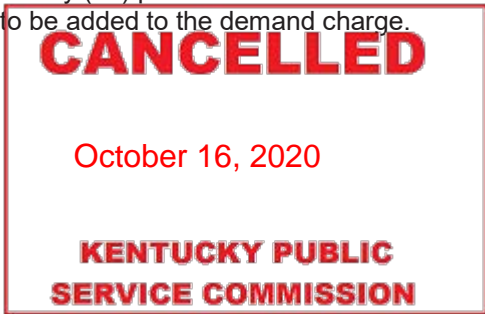 to be added to the demand charge.
CANCELLED
October 16, 2020
KENTUCKY PUBLIC
SERVICE COMMISSION